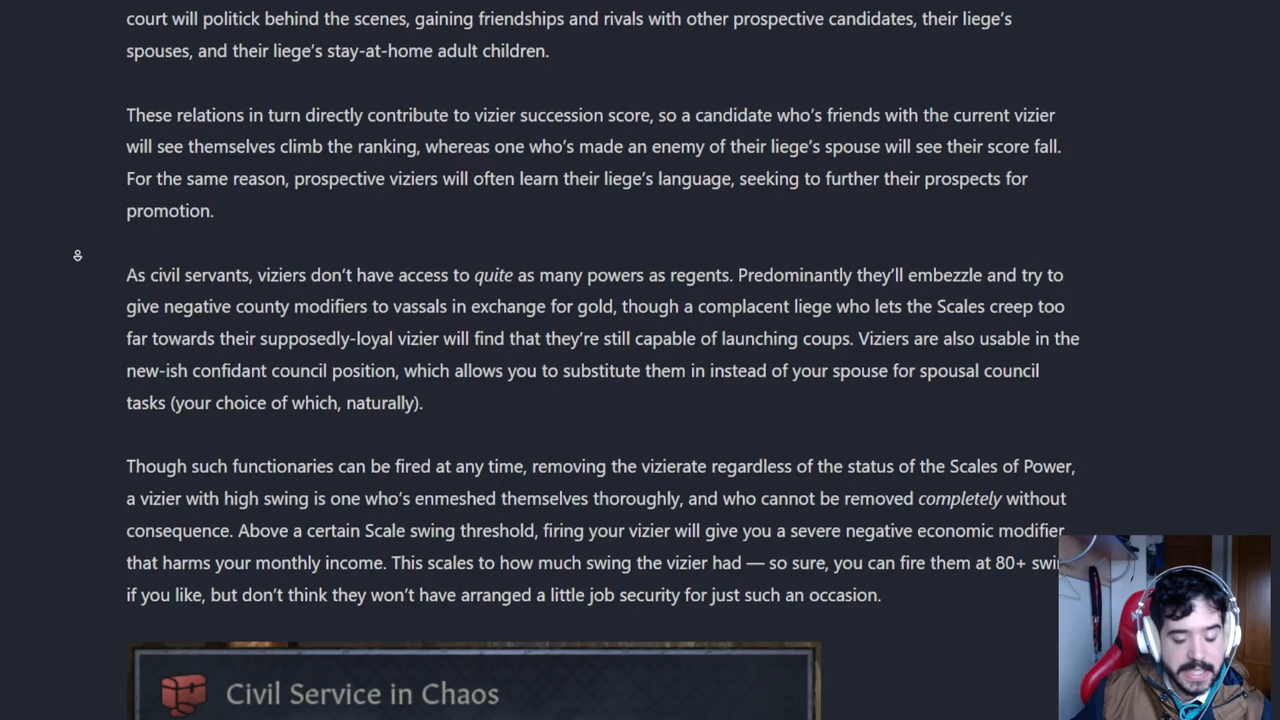 court will politick behind the scenes, gaining friendships and rivals with other prospective candidates, their liege’s
spouses, and their liege’s stay-at-home adult children.
These relations in turn directly contribute to vizier succession score, so a candidate who’s friends with the current vizier
will see themselves climb the ranking, whereas one who’s made an enemy of their liege’s spouse will see their score fall.
For the same reason, prospective viziers will often learn their liege’s language, seeking to further their prospects for
promotion.
As civil servants, viziers don’t have access to quite as many powers as regents. Predominantly they’ll embezzle and try to
give negative county modifiers to vassals in exchange for gold, though a complacent liege who lets the Scales creep too
far towards their supposedly-loyal vizier will find that they’re still capable of launching coups. Viziers are also usable in the
new-ish confidant council position, which allows you to substitute them in instead of your spouse for spousal council
tasks (your choice of which, naturally).
Though such functionaries can be fired at any time, removing the vizierate regardless of the status of the Scales of Power,
a vizier with high swing is one who’s enmeshed themselves thoroughly, and who cannot be removed completely without
consequence. Above a certain Scale swing threshold, firing your vizier will give you a severe negative economic modifier
that harms your monthly income. This scales to how much swing the vizier had — so sure, you can fire them at 80+
if you like, but don’t think they won’t have arranged a little job security for just such an occasion.
Civil Service in Chaos